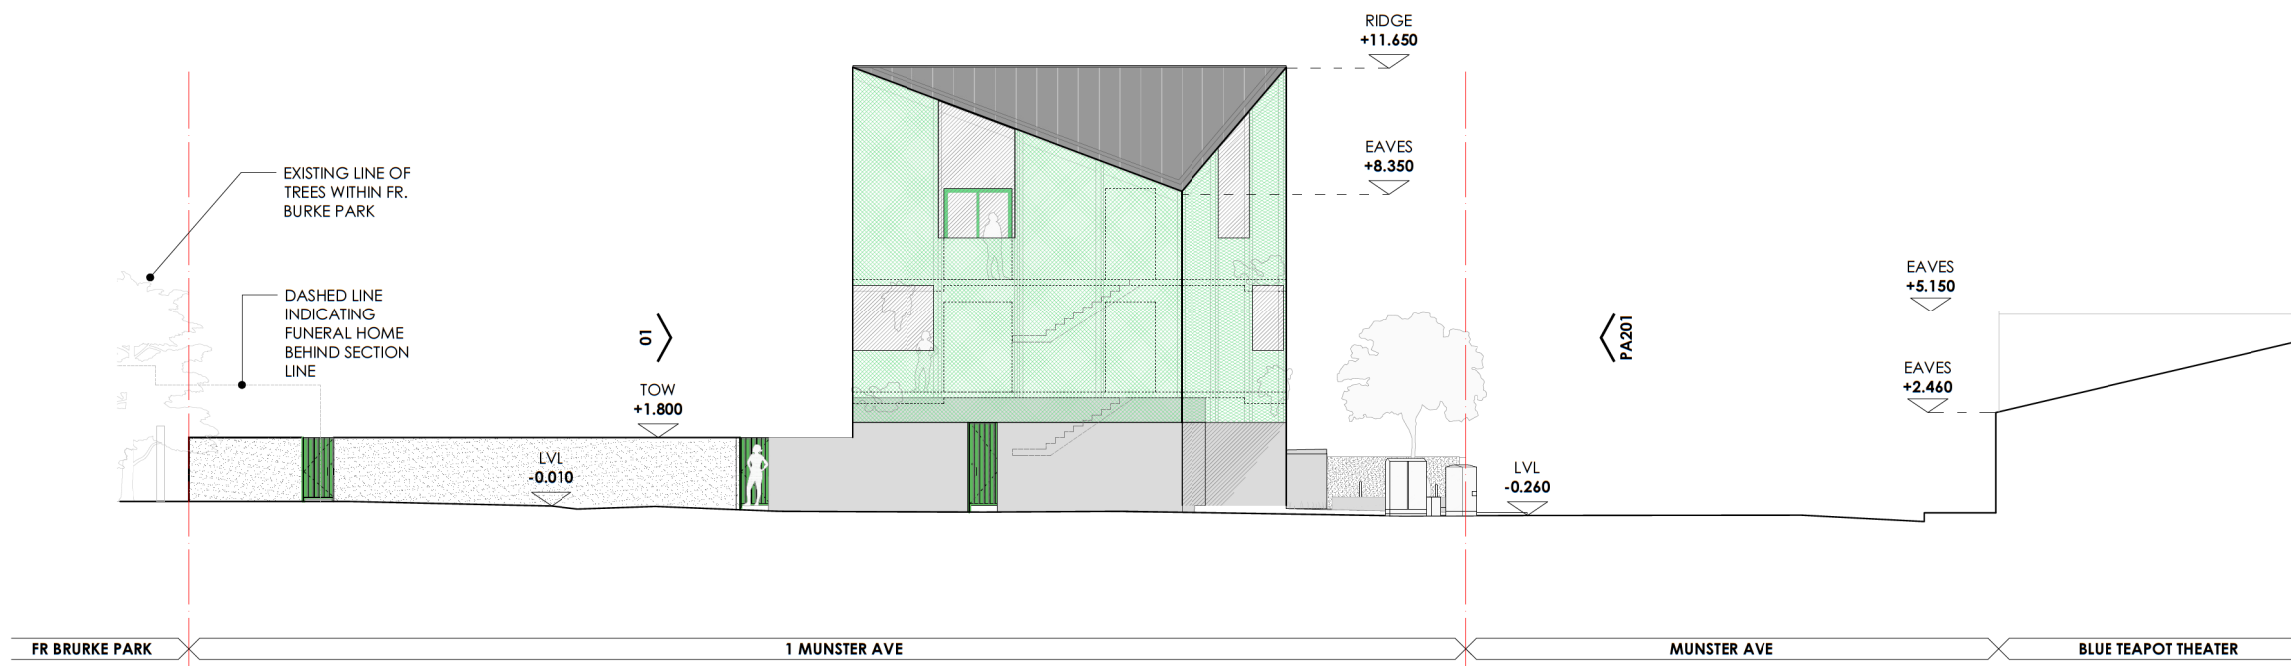 RIDGE
+11.650
EAVES
+8.350
EXISTING LINE OF
TREES WITHIN FR.
BURKE PARK
DASHED LINE
INDICATING
FUNERAL HOME
BEHIND SECTION
LINE
01
TOW
+1.800
LVL
-0.010
PA201
EAVES
+5.150
EAVES
+2.460
LVL
-0.260
FR BRURKE PARK
1 MUNSTER AVE
MUNSTER AVE
BLUE TEAPOT THEATER